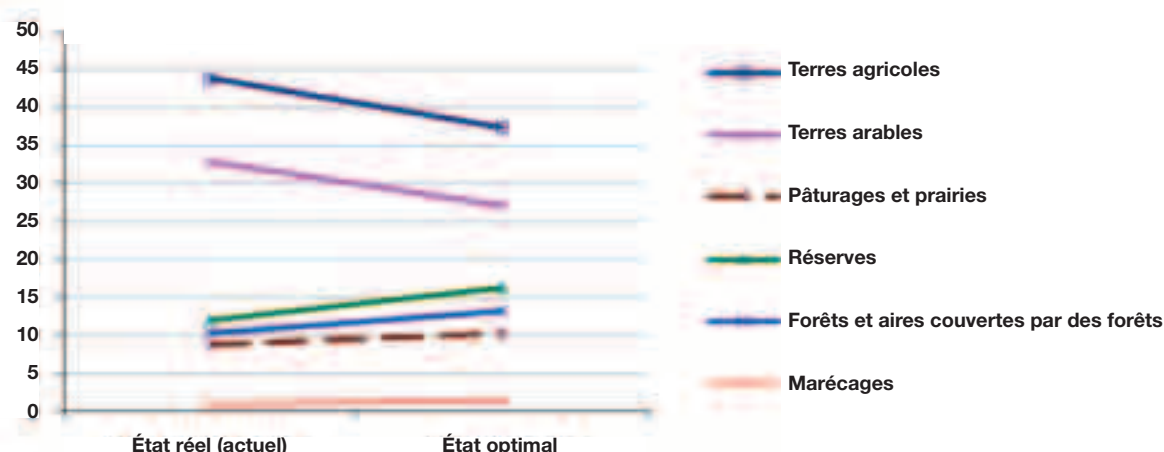 50
45
40
35
30
25
20
15
10
5
0
État réel (actuel)
État optimal
Terres agricoles
Terres arables
Pâturages et prairies
Réserves
Forêts et aires couvertes par des forêts
Marécages